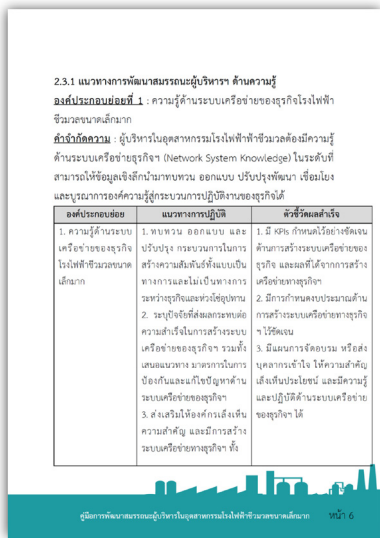 2.3.1 แนวทางการพัฒนาสมรรถนะผู้บริหารฯ ด้านความรู้
องค์ประกอบย่อยที่ 1 : ความรู้ด้านระบบเครือข่ายของธุรกิจโรงไฟฟ้า
ชีวมวลขนาดเล็กมาก
คำจำกัดความ : ผู้บริหารในอุตสาหกรรมโรงไฟฟ้าฟ้าชีวมวลต้องมีความรู้
ด้านระบบเครือข่ายธุรกิจฯ (Network System Knowledge) ในระดับที่
สามารถให้ข้อมูลเชิงลึกนำมาทบทวน ออกแบบ ปรับปรุงพัฒนา เชื่อมโยง
และบูรณาการองค์ความรู้สู่กระบวนการปฏิบัติงานของธุรกิจได้
องค์ประกอบย่อย
1. ความรู้ด้านระบบ
เครือข่ายของธุรกิจ
โรงไฟฟ้าชีวมวลขนาด
เล็กมาก
แนวทางการปฏิบัติ
1. ทบทวน ออกแบบ และ
ปรับปรุง กระบวนการในการ
สร้างความสัมพันธ์ทั้งแบบเป็น
ทางการและไม่เป็นทางการ
ระหว่างธุรกิจและห่วงโซ่อุปทาน
2. ระบุปัจจัยที่ส่งผลกระทบต่อ
ความสำเร็จในการสร้างระบบ
เครือข่ายของธุรกิจฯ รวมทั้ง
เสนอแนวทาง มาตรการในการ
ป้องกันและแก้ไขปัญหาด้าน
ระบบเครือข่ายของธุรกิจฯ
3. ส่งเสริมให้องค์กรเล็งเห็น
ความสำคัญ และมีการสร้าง
ระบบเครือข่ายทางธุรกิจฯ ทั้ง
ตัวชี้วัดผลสำเร็จ
1. มี KPIs กำหนดไว้อย่างชัดเจน
ด้านการสร้างระบบเครือข่ายของ
ธุรกิจ และผลที่ได้จากการสร้าง
เครือข่ายทางธุรกิจฯ
2. มีการกำหนดงบประมาณด้าน
การสร้างระบบเครือข่ายทางธุรกิจ
ฯ ไว้ชัดเจน
3. มีแผนการจัดอบรม หรือส่ง
บุคลากรเข้าใจ ให้ความสำคัญ
เล็งเห็นประโยชน์ และมีความรู้
และปฏิบัติด้านระบบเครือข่าย
ของธุรกิจฯ ได้
คู่มือการพัฒนาสมรรถนะผู้บริหารในอุตสาหกรรมโรงไฟฟ้าชีวมวลขนาดเล็กมาก หน้า 6